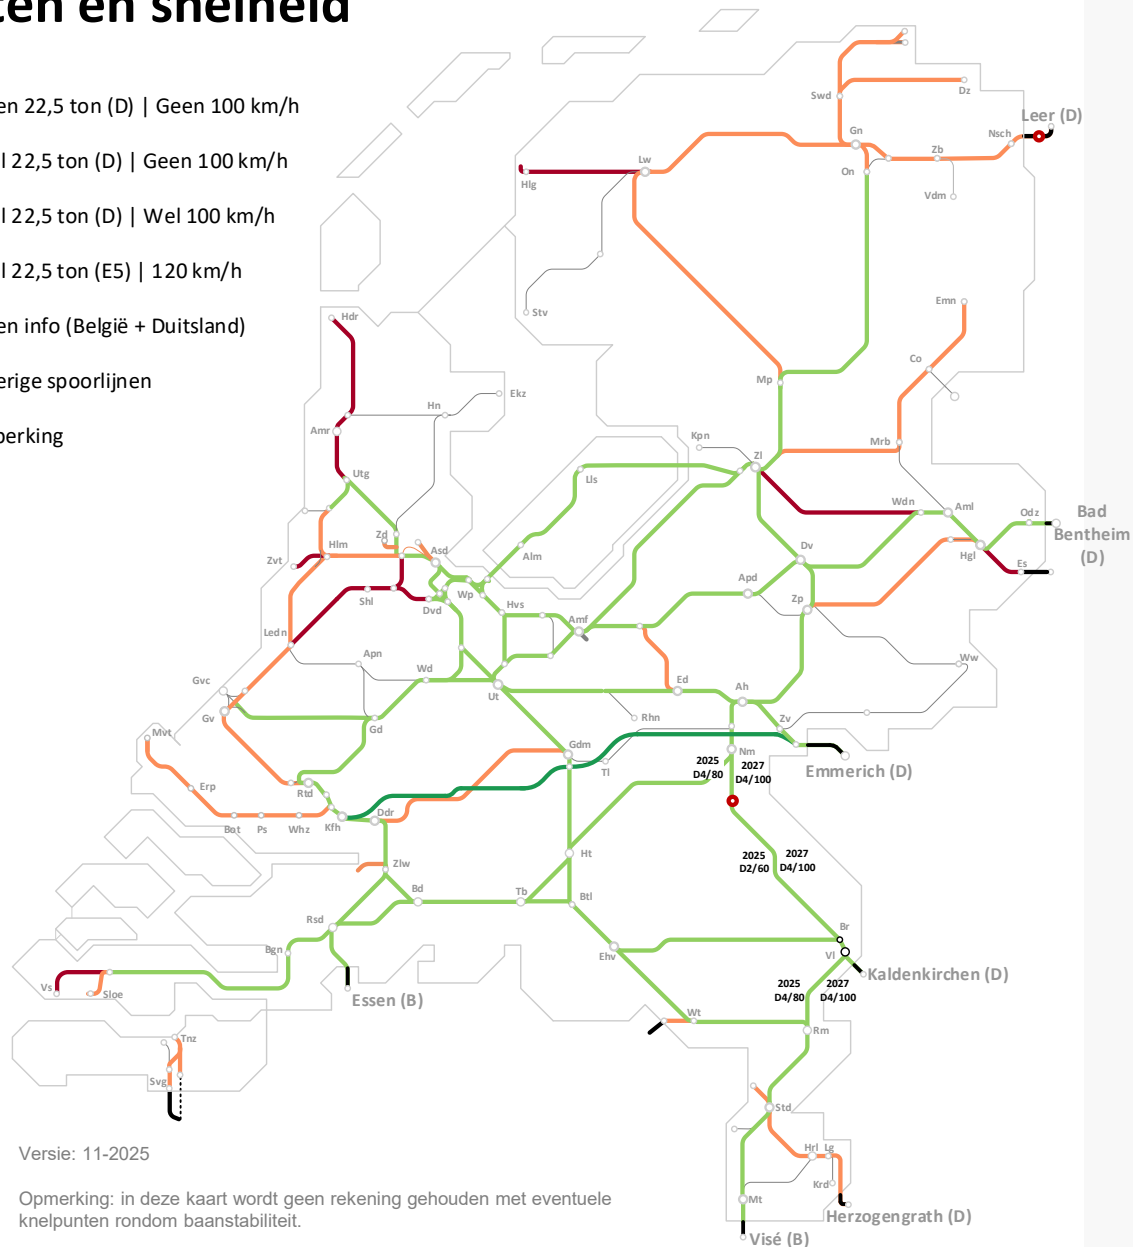 en snelheid
22,5 ton (D) | Geen 100 km/h
22,5 ton (D) | Geen 100 km/h
22,5 ton (D) | Wel 100 km/h
22,5 ton (E5) | 120 km/h
info (België + Duitsland)
spoorlijnen
Swd
Dz
Leer (D)
Gn
Nsch
Zb
Lw
On
Hlg
Vdm
Stv
Emn
Hdr
Co
Mp
Ekz
Hn
Amr
Kpn
Mrb
Zl
Utg
Lls
Wdn
Aml
Odz
Bad
Bentheim
(D)
Zd
Hlm
Asd
Alm
Dv
Hgl
Es
Zvt
Wp
Shl
Dvd
Hvs
Apd
Zp
Amf
Ledn
Apn
Wd
Ww
Gvc
Ed
Ah
Ut
Gv
Gd
Rhn
Zv
Mvt
Gdm
Nm
Tl
2025
D4/80
2027
D4/100
Emmerich (D)
Erp
Rtd
Ddr
Bot
Ps
Whz
Kfh
Zlw
Ht
2025
D2/60
2027
D4/100
Bd
Tb
Btl
Rsd
Br
Bgn
Ehv
Vl
Kaldenkirchen (D)
Vs
Sloe
Essen (B)
2025
D4/80
2027
D4/100
Wt
Rm
Tnz
Svg
Std
Hrl
Lg
Krd
Mt
Herzogengrath (D)
Visé (B)
Versie: 11-2025
Opmerking: in deze kaart wordt geen rekening gehouden met eventuele
knelpunten rondom baanstabiliteit.